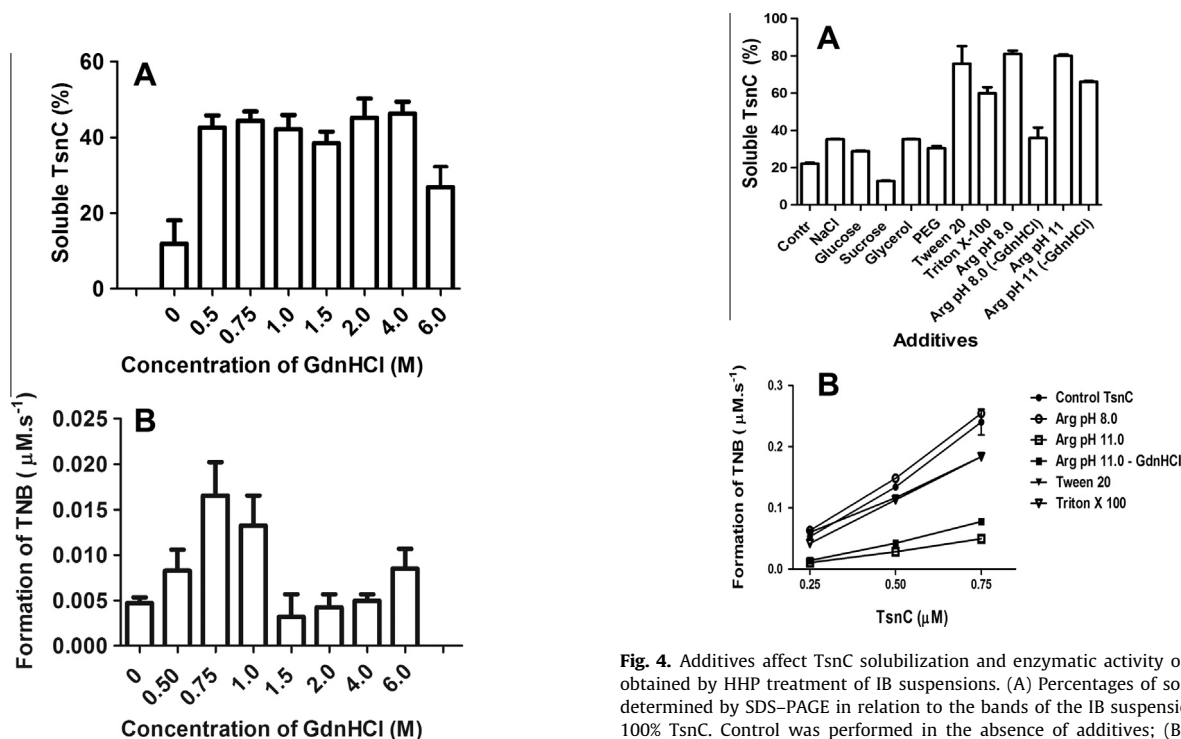 A
Soluble TsnC (%)
60
40
20
0
0 0.5 0.75 1.0 1.5 2.0 4.0 6.0
Concentration of GdnHCl (M)
B
Formation of TNB ( μM.s⁻¹)
0.025
0.020
0.015
0.010
0.005
0.000
0 0.50 0.75 1.0 1.5 2.0 4.0 6.0
Concentration of GdnHCl (M)
A
Soluble TsnC (%)
100
80
60
40
20
0
Contr
NaCl
Glucose
Sucrose
Glycerol
PEG
Tween 20
Triton X-100
Arg pH 8.0
Arg pH 8.0 (-GdnHCl)
Arg pH 11
Arg pH 11 (-GdnHCl)
Additives
B
Formation of TNB ( μM.s⁻¹)
0.3
0.2
0.1
0.0
0.25 0.50 0.75
TsnC (μM)
Control TsnC
Arg pH 8.0
Arg pH 11.0
Arg pH 11.0 - GdnHCl
Tween 20
Triton X 100
Fig. 4. Additives affect TsnC solubilization and enzymatic activity o
obtained by HHP treatment of IB suspensions. (A) Percentages of so
determined by SDS–PAGE in relation to the bands of the IB suspensi
100% TsnC. Control was performed in the absence of additives; (B